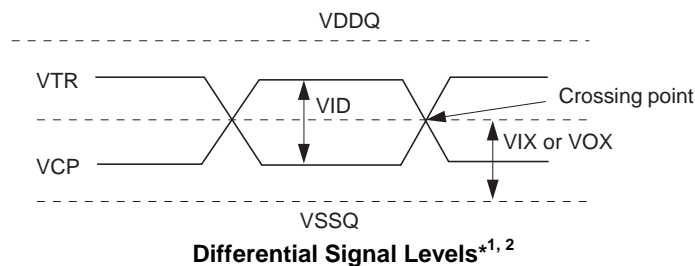 VDDQ
VTR
Crossing point
VID
VIX or VOX
VCP
VSSQ
Differential Signal Levels*1, 2